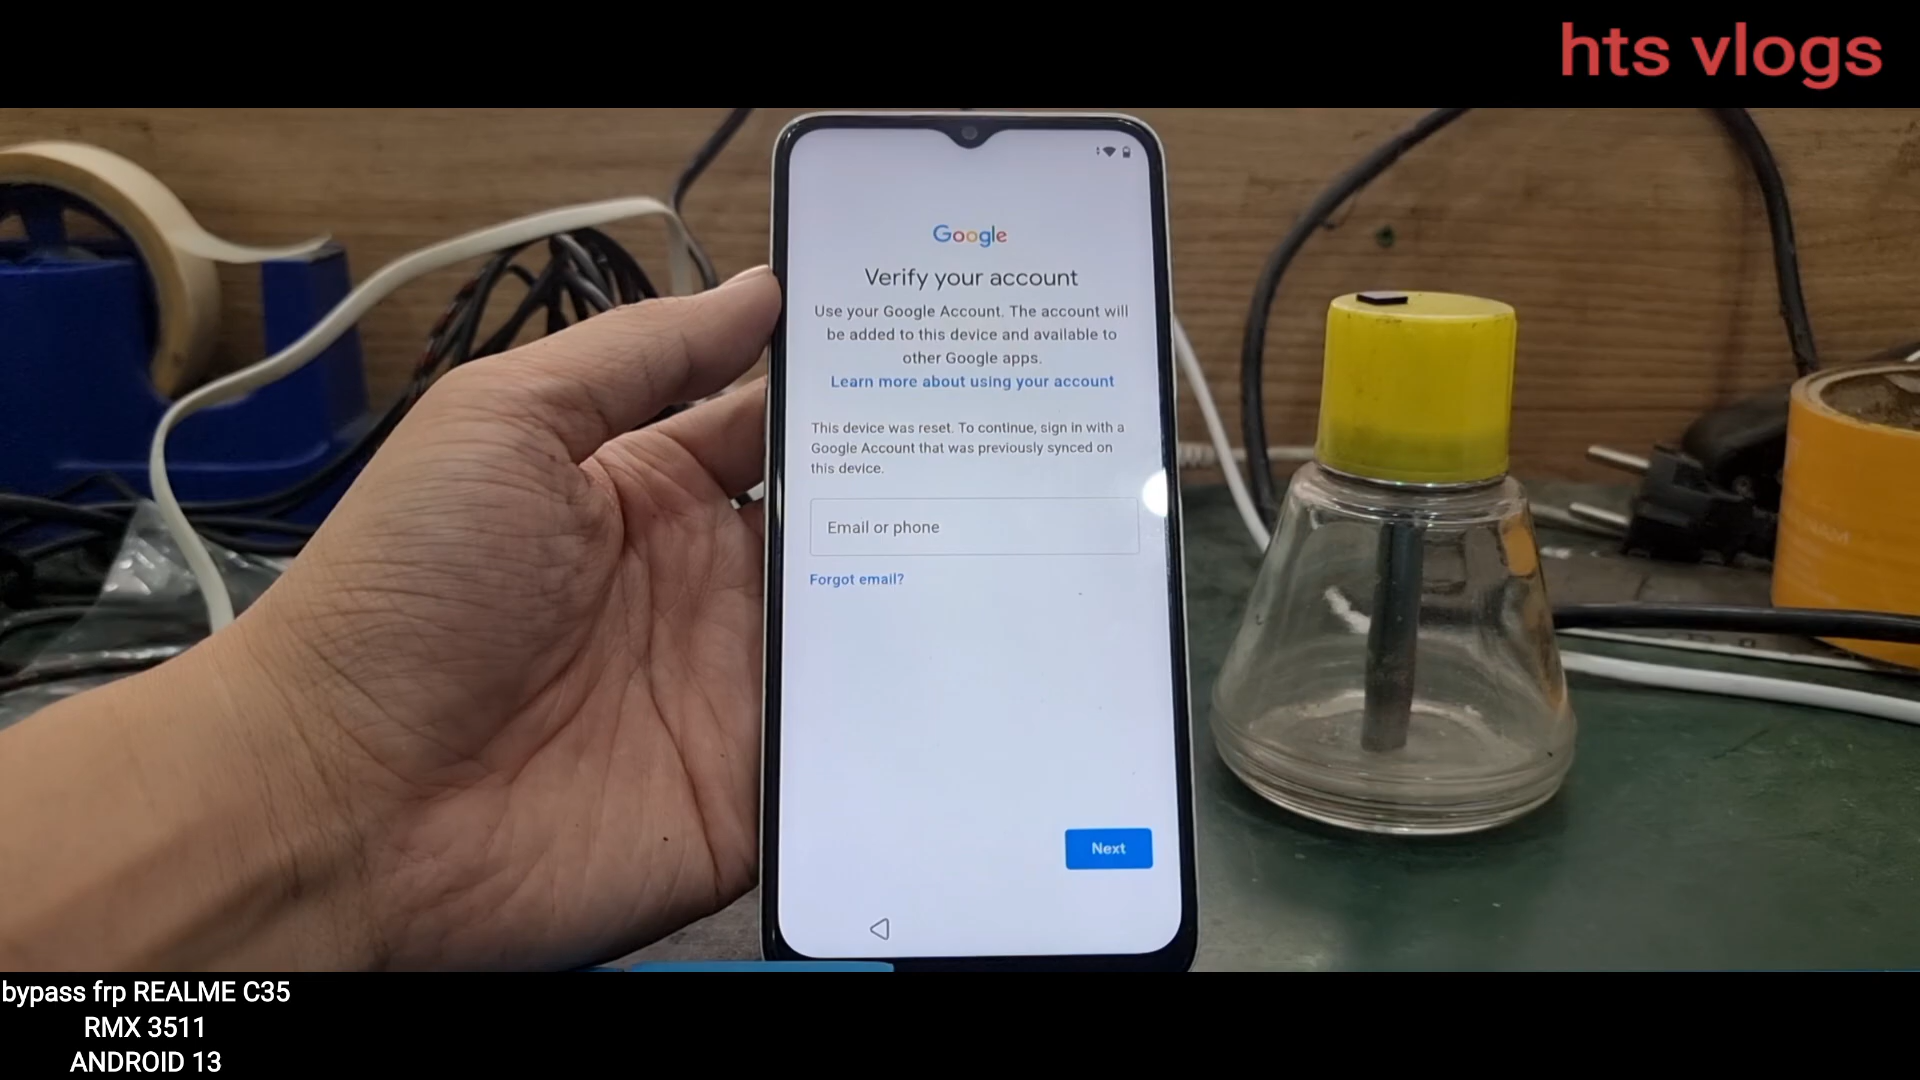 hts vlogs
Google
Verify your account
Use your Google Account. The account will
be added to this device and available to
other Google apps.
Learn more about using your account
This device was reset. To continue, sign in with a
Google Account that was previously synced on
this device.
Email or phone
Forgot email?
Next
bypass frp REALME C35
RMX 3511
ANDROID 13